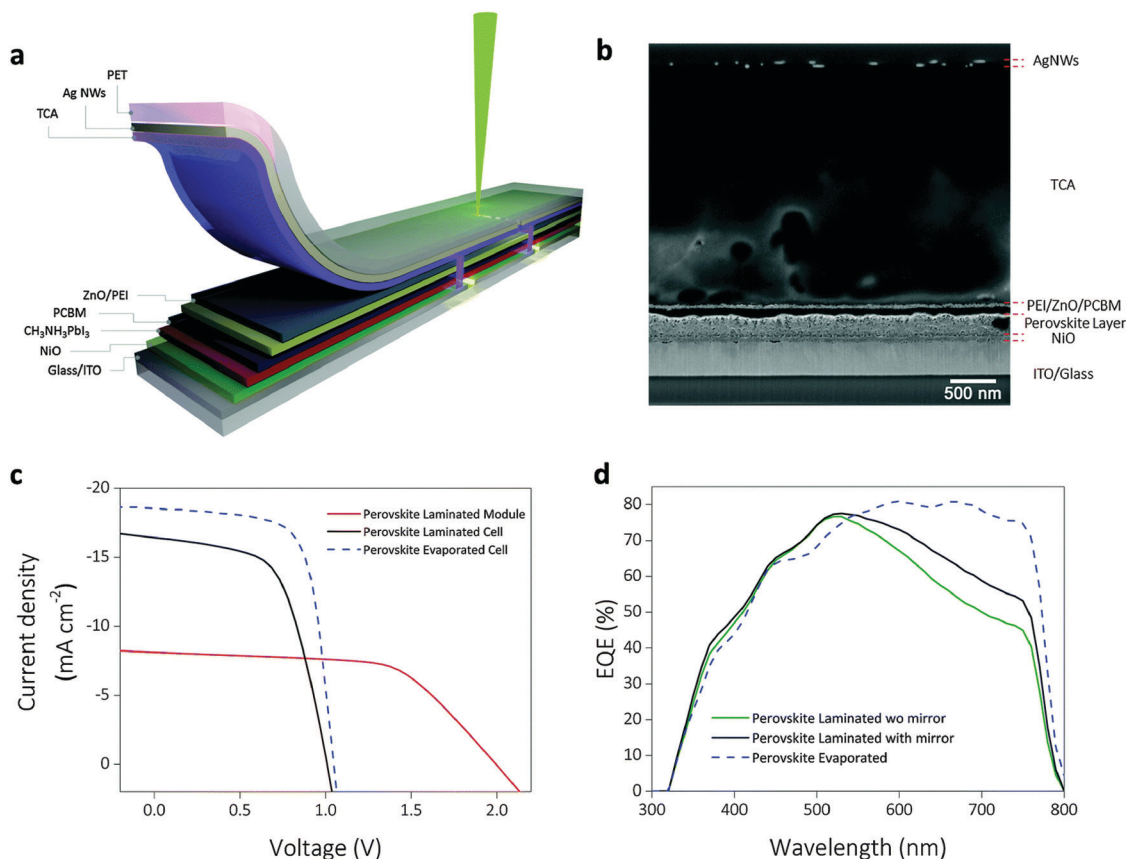 a
PET
Ag NWs
TCA
ZnO/PEI
PCBM
CH₃NH₃PbI₃
NiO
Glass/ITO
b
AgNWs
TCA
PEI/ZnO/PCBM
Perovskite Layer
NiO
ITO/Glass
500 nm
c
Current density
(mA cm⁻²)
-20
-15
-10
-5
0
Perovskite Laminated Module
Perovskite Laminated Cell
Perovskite Evaporated Cell
0.0 0.5 1.0 1.5 2.0
Voltage (V)
d
EQE (%)
80
70
60
50
40
30
20
10
0
Perovskite Laminated wo mirror
Perovskite Laminated with mirror
Perovskite Evaporated
300 400 500 600 700 800
Wavelength (nm)